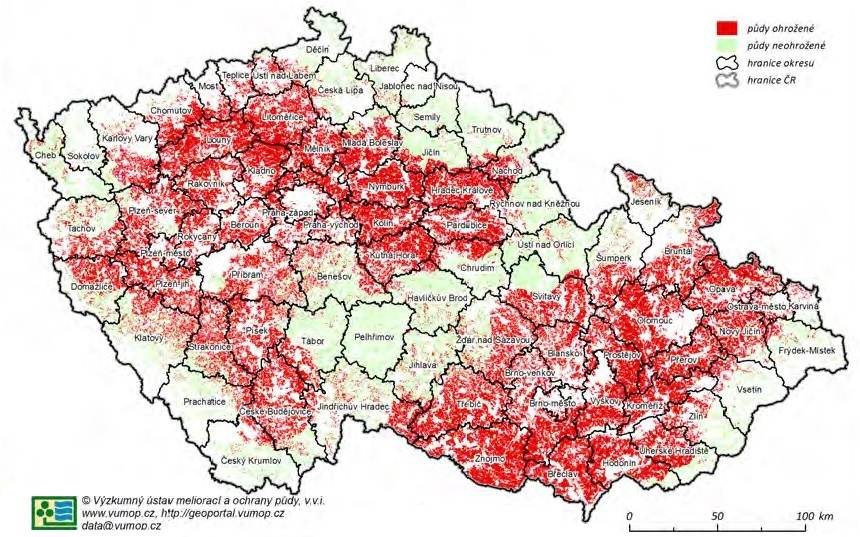 půdy ohrožené
půdy neohrožené
hranice okresu
hranice ČR
Děčín
Liberec
Teplice
Ústí nad Labem
Most
Česká Lípa
Jablonec nad Nisou
Chomutov
Litoměřice
Semily
Trutnov
Karlovy Vary
Louny
Mělník
Mladá Boleslav
Jičín
Cheb
Sokolov
Kladno
Náchod
Rakovník
Nymburk
Hradec Králové
Rychnov nad Kněžnou
Jeseník
Plzeň-sever
Praha-západ
Tachov
Beroun
Praha-východ
Kolín
Pardubice
Rokycany
Ústí nad Orlicí
Plzeň-město
Kutná Hora
Bruntál
Šumperk
Domažlice
Plzeň-jih
Příbram
Benešov
Chrudim
Opava
Havlíčkův Brod
Svitavy
Ostrava-město
Karviná
Olomouc
Nový Jičín
Klatovy
Písek
Tábor
Pelhřimov
Žďár nad Sázavou
Strakonice
Blansko
Prostějov
Přerov
Frýdek-Místek
Jihlava
Brno-venkov
Vsetín
Prachatice
České Budějovice
Jindřichův Hradec
Třebíč
Brno-město
Vyškov
Kroměříž
Zlín
Český Krumlov
Znojmo
Uherské Hradiště
Břeclav
Hodonín
© Výzkumný ústav meliorací a ochrany půdy, v.v.i.
www.vumop.cz, http://geoportal.vumop.cz
data@vumop.cz
0 50 100 km